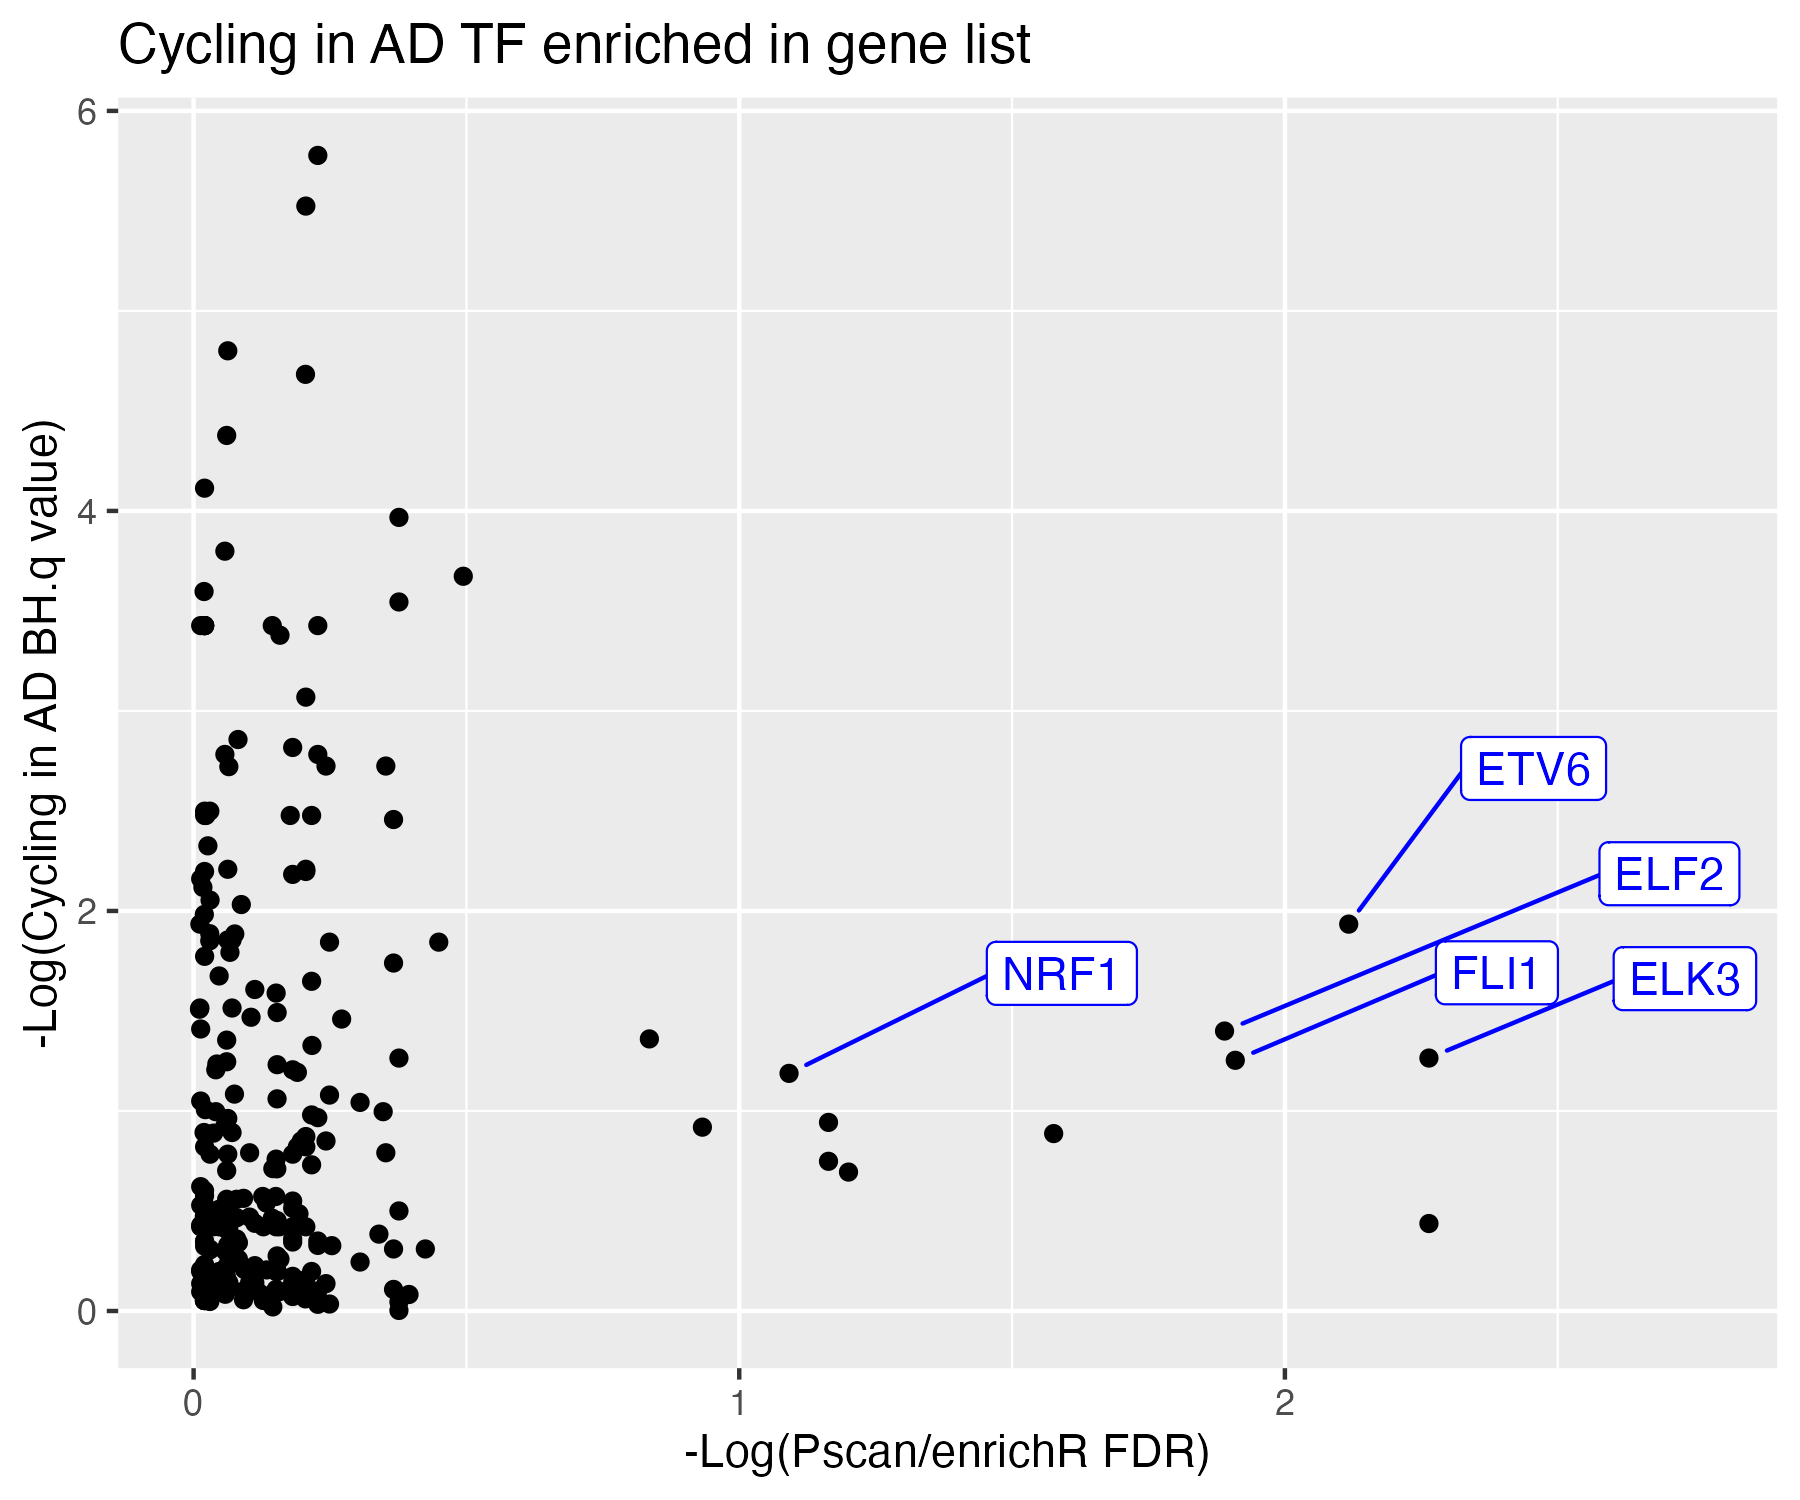 Cycling in AD TF enriched in gene list
-Log(Cycling in AD BH.q value)
6
4
2
0
ETV6
ELF2
NRF1
FLI1
ELK3
0
1
2
-Log(Pscan/enrichR FDR)